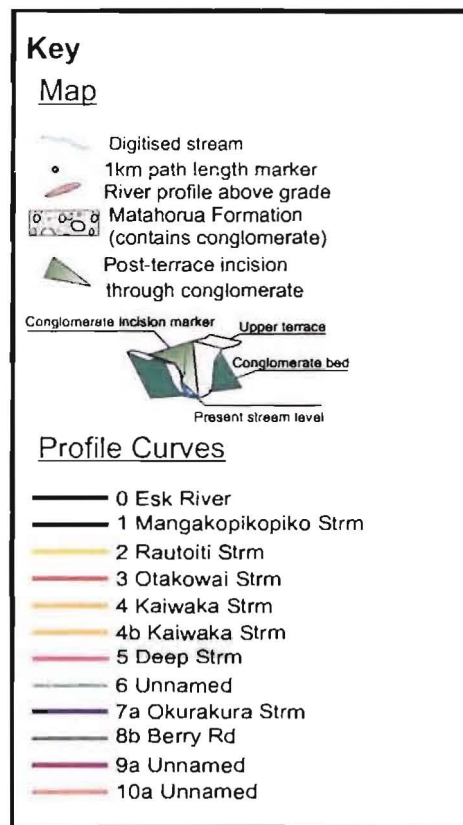 Key
Map
Digitised stream
1km path length marker
River profile above grade
Matahorua Formation
(contains conglomerate)
Post-terrace incision
through conglomerate
Conglomerate incision marker
Upper terrace
Conglomerate bed
Present stream level
Profile Curves
0 Esk River
1 Mangakopikopiko Strm
2 Rautoiti Strm
3 Otakowai Strm
4 Kaiwaka Strm
4b Kaiwaka Strm
5 Deep Strm
6 Unnamed
7a Okurakura Strm
8b Berry Rd
9a Unnamed
10a Unnamed